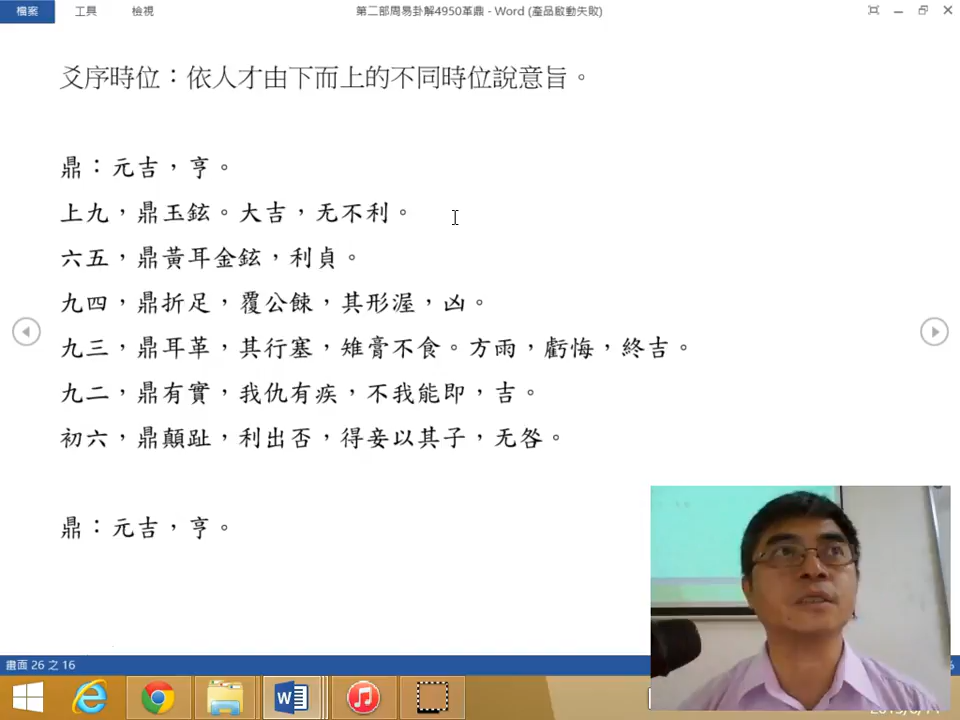 檔案 工具 檢視 第二部周易卦解4950革鼎 - Word (產品啟動失敗)
爻序時位：依人才由下而上的不同時位說意旨。
鼎：元吉，亨。
上九，鼎玉鉉。大吉，无不利。
六五，鼎黃耳金鉉，利貞。
九四，鼎折足，覆公餗，其形渥，凶。
九三，鼎耳革，其行塞，雉膏不食。方雨，虧悔，終吉。
九二，鼎有實，我仇有疾，不我能即，吉。
初六，鼎顛趾，利出否，得妾以其子，无咎。
鼎：元吉，亨。
畫面 26 之 16